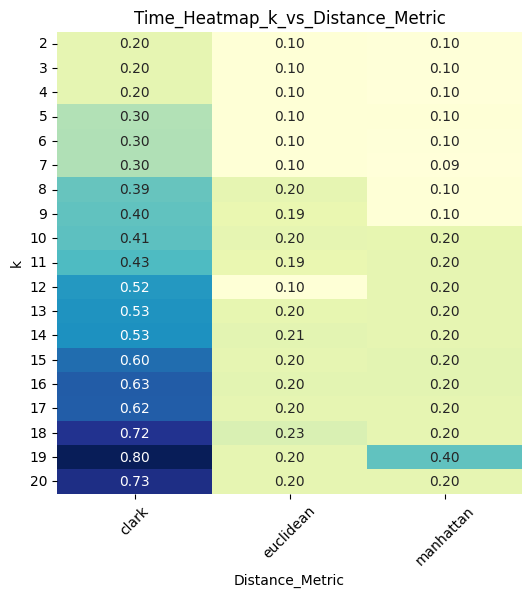 Time_Heatmap_k_vs_Distance_Metric
2 0.20 0.10 0.10
3 0.20 0.10 0.10
4 0.20 0.10 0.10
5 0.30 0.10 0.10
6 0.30 0.10 0.10
7 0.30 0.10 0.09
8 0.39 0.20 0.10
9 0.40 0.19 0.10
10 0.41 0.20 0.20
11 0.43 0.19 0.20
k
12 0.52 0.10 0.20
13 0.53 0.20 0.20
14 0.53 0.21 0.20
15 0.60 0.20 0.20
16 0.63 0.20 0.20
17 0.62 0.20 0.20
18 0.72 0.23 0.20
19 0.80 0.20 0.40
20 0.73 0.20 0.20
clark euclidean manhattan
Distance_Metric